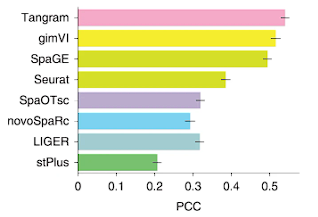 Tangram
gimVI
SpaGE
Seurat
SpaOTsc
novoSpaRc
LIGER
stPlus
0 0.1 0.2 0.3 0.4 0.5
PCC